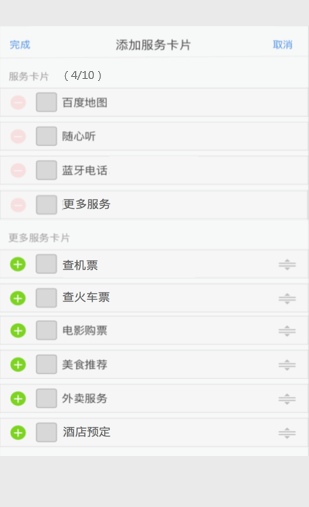 完成 添加服务卡片 取消
服务卡片 （4/10）
百度地图
随心听
蓝牙电话
更多服务
更多服务卡片
查机票
查火车票
电影购票
美食推荐
外卖服务
酒店预定